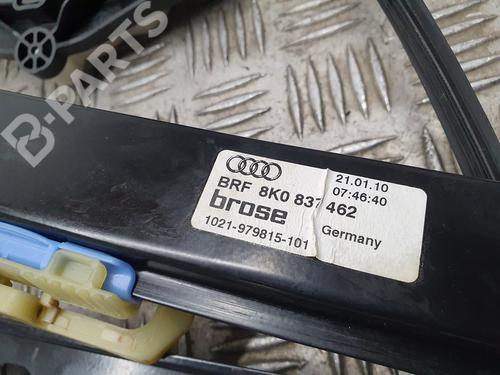 B-PARTS
21.01.10
BRF 8K0 837 462
07:46:40
brose
1021-979815-101
Germany